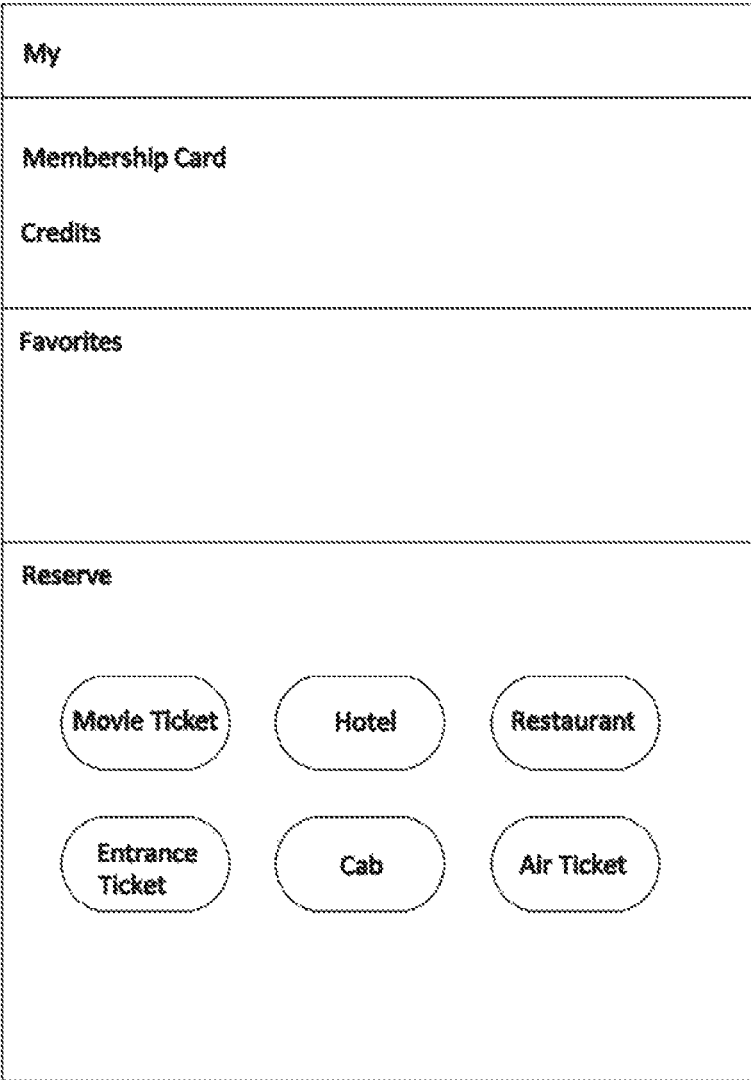 My
Membership Card
Credits
Favorites
Reserve
Movie Ticket
Hotel
Restaurant
Entrance
Ticket
Cab
Air Ticket